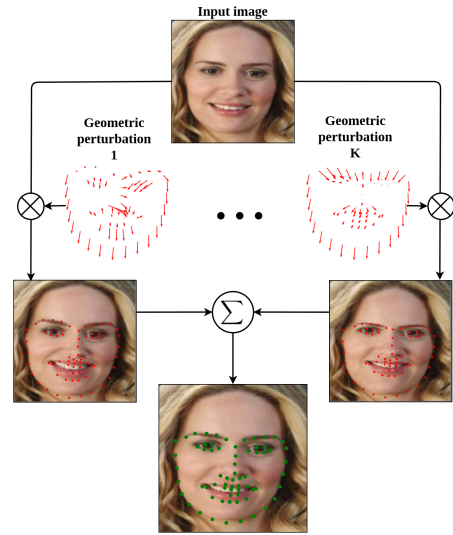 Input image
Geometric
perturbation
1
Geometric
perturbation
K
Σ